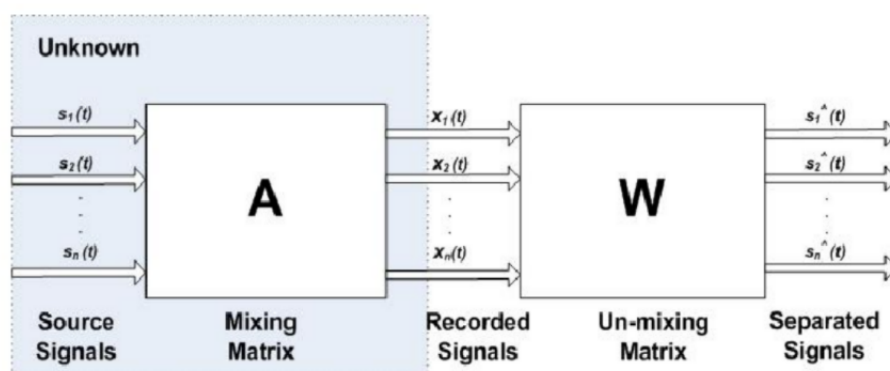 Unknown
s1(t)
x1(t)
s1^(t)
s2(t)
x2(t)
s2^(t)
A
W
sn(t)
xn(t)
sn^(t)
Source Signals
Mixing Matrix
Recorded Signals
Un-mixing Matrix
Separated Signals